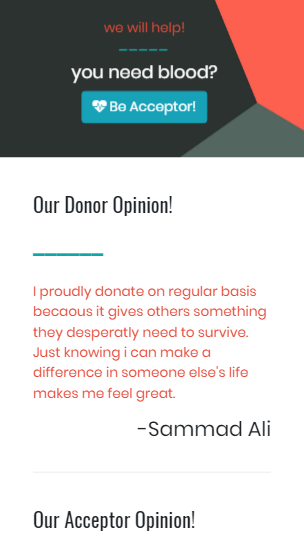 we will help!
you need blood?
Be Acceptor!
Our Donor Opinion!
I proudly donate on regular basis
becaous it gives others something
they desperatly need to survive.
Just knowing i can make a
difference in someone else's life
makes me feel great.
-Sammad Ali
Our Acceptor Opinion!